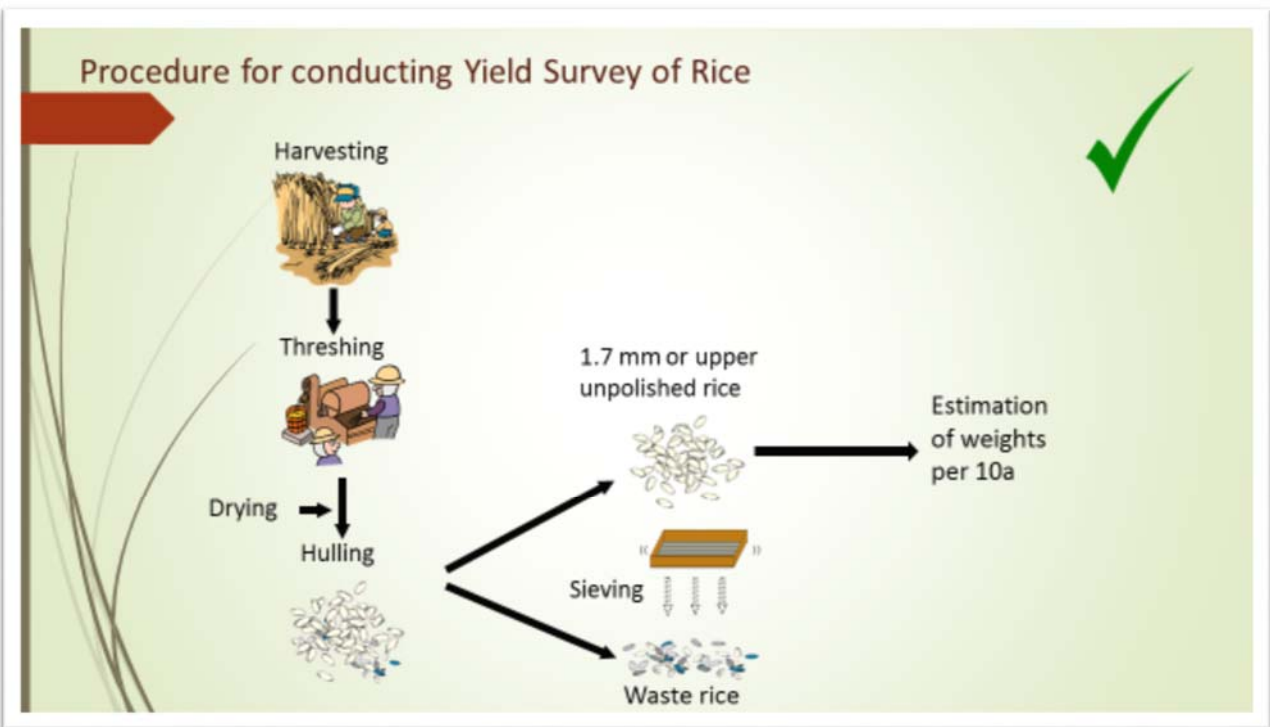 Procedure for conducting Yield Survey of Rice
Harvesting
Threshing
Drying
Hulling
1.7 mm or upper
unpolished rice
Sieving
Waste rice
Estimation
of weights
per 10a